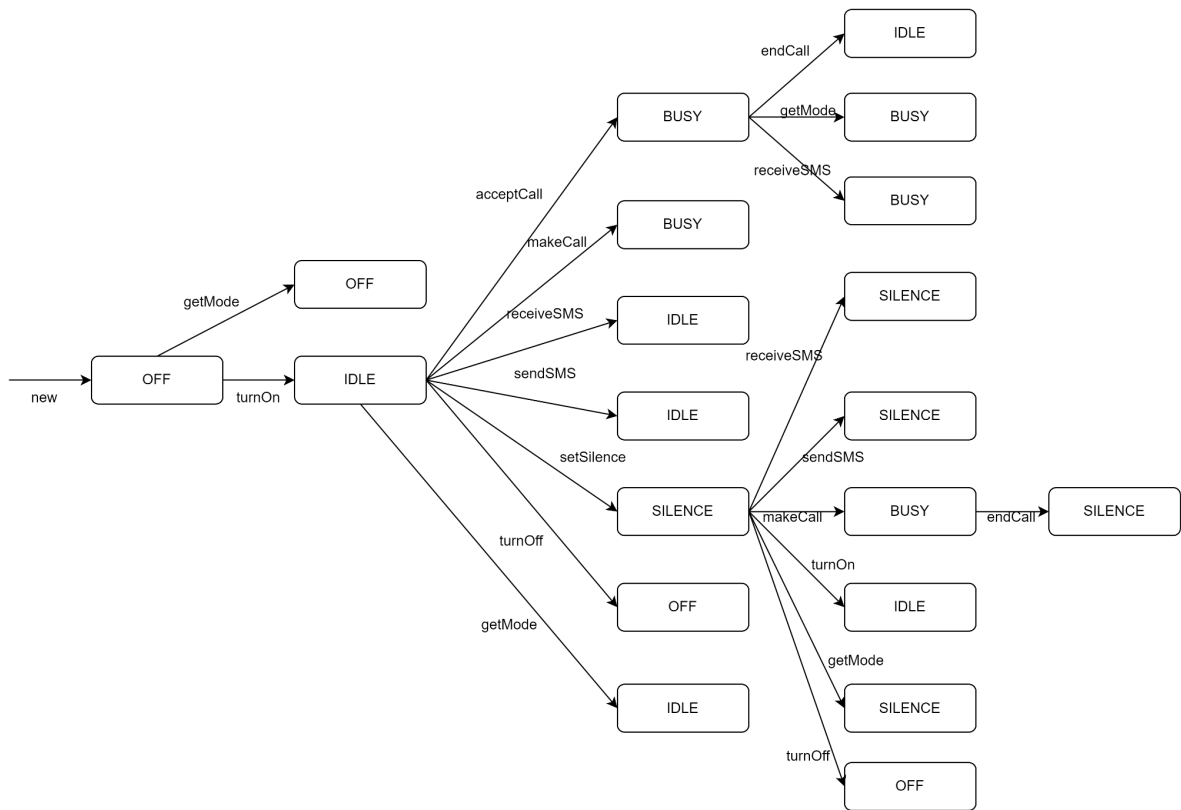 IDLE
endCall
BUSY
getMode
BUSY
receiveSMS
BUSY
acceptCall
BUSY
makeCall
OFF
getMode
SILENCE
receiveSMS
IDLE
receiveSMS
OFF
IDLE
new
turnOn
sendSMS
IDLE
SILENCE
sendSMS
setSilence
SILENCE
makeCall
BUSY
endCall
SILENCE
turnOff
turnOn
OFF
IDLE
getMode
getMode
IDLE
SILENCE
turnOff
OFF